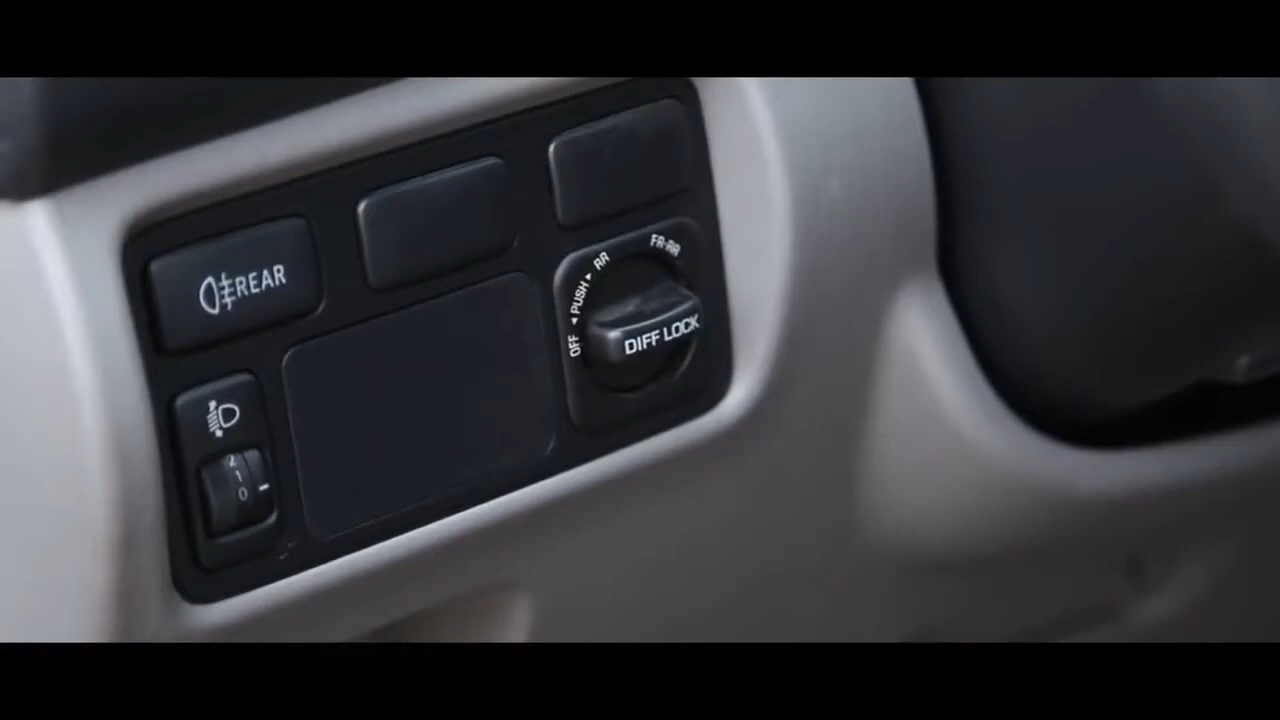 REAR
OFF ◂PUSH▸ RR
FR-RR
DIFF LOCK
2
1
0